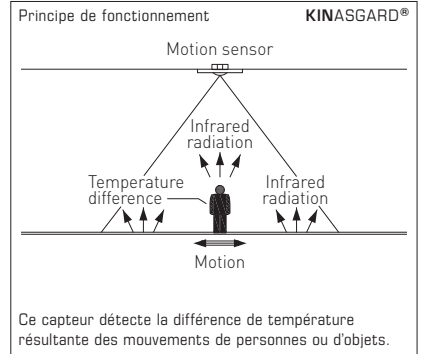 Principe de fonctionnement KINASGARD®
Motion sensor
Infrared
radiation
Temperature
difference
Infrared
radiation
Motion
Ce capteur détecte la différence de température
résultante des mouvements de personnes ou d'objets.